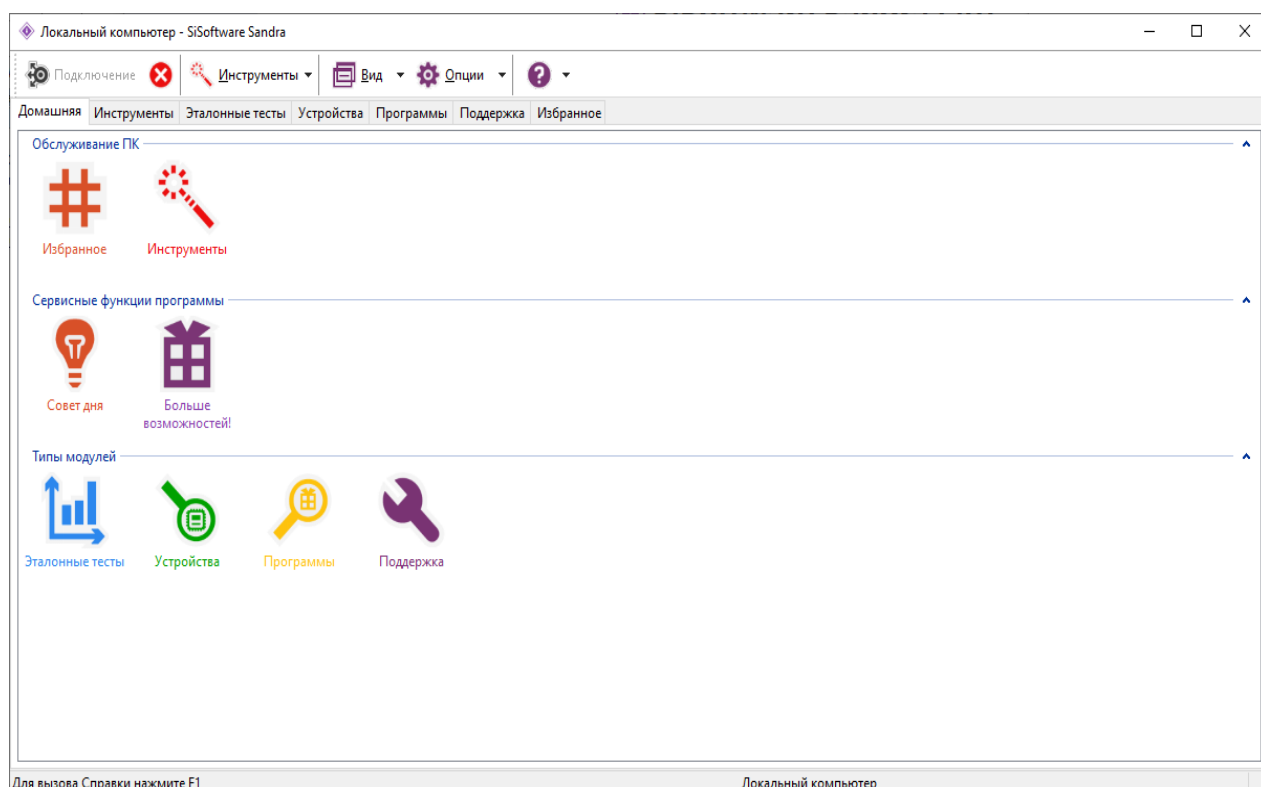 Локальный компьютер - SiSoftware Sandra
Подключение Инструменты Вид Опции
Домашняя Инструменты Эталонные тесты Устройства Программы Поддержка Избранное
Обслуживание ПК
Избранное Инструменты
Сервисные функции программы
Совет дня Больше
возможностей!
Типы модулей
Эталонные тесты Устройства Программы Поддержка
Для вызова Справки нажмите F1 Локальный компьютер